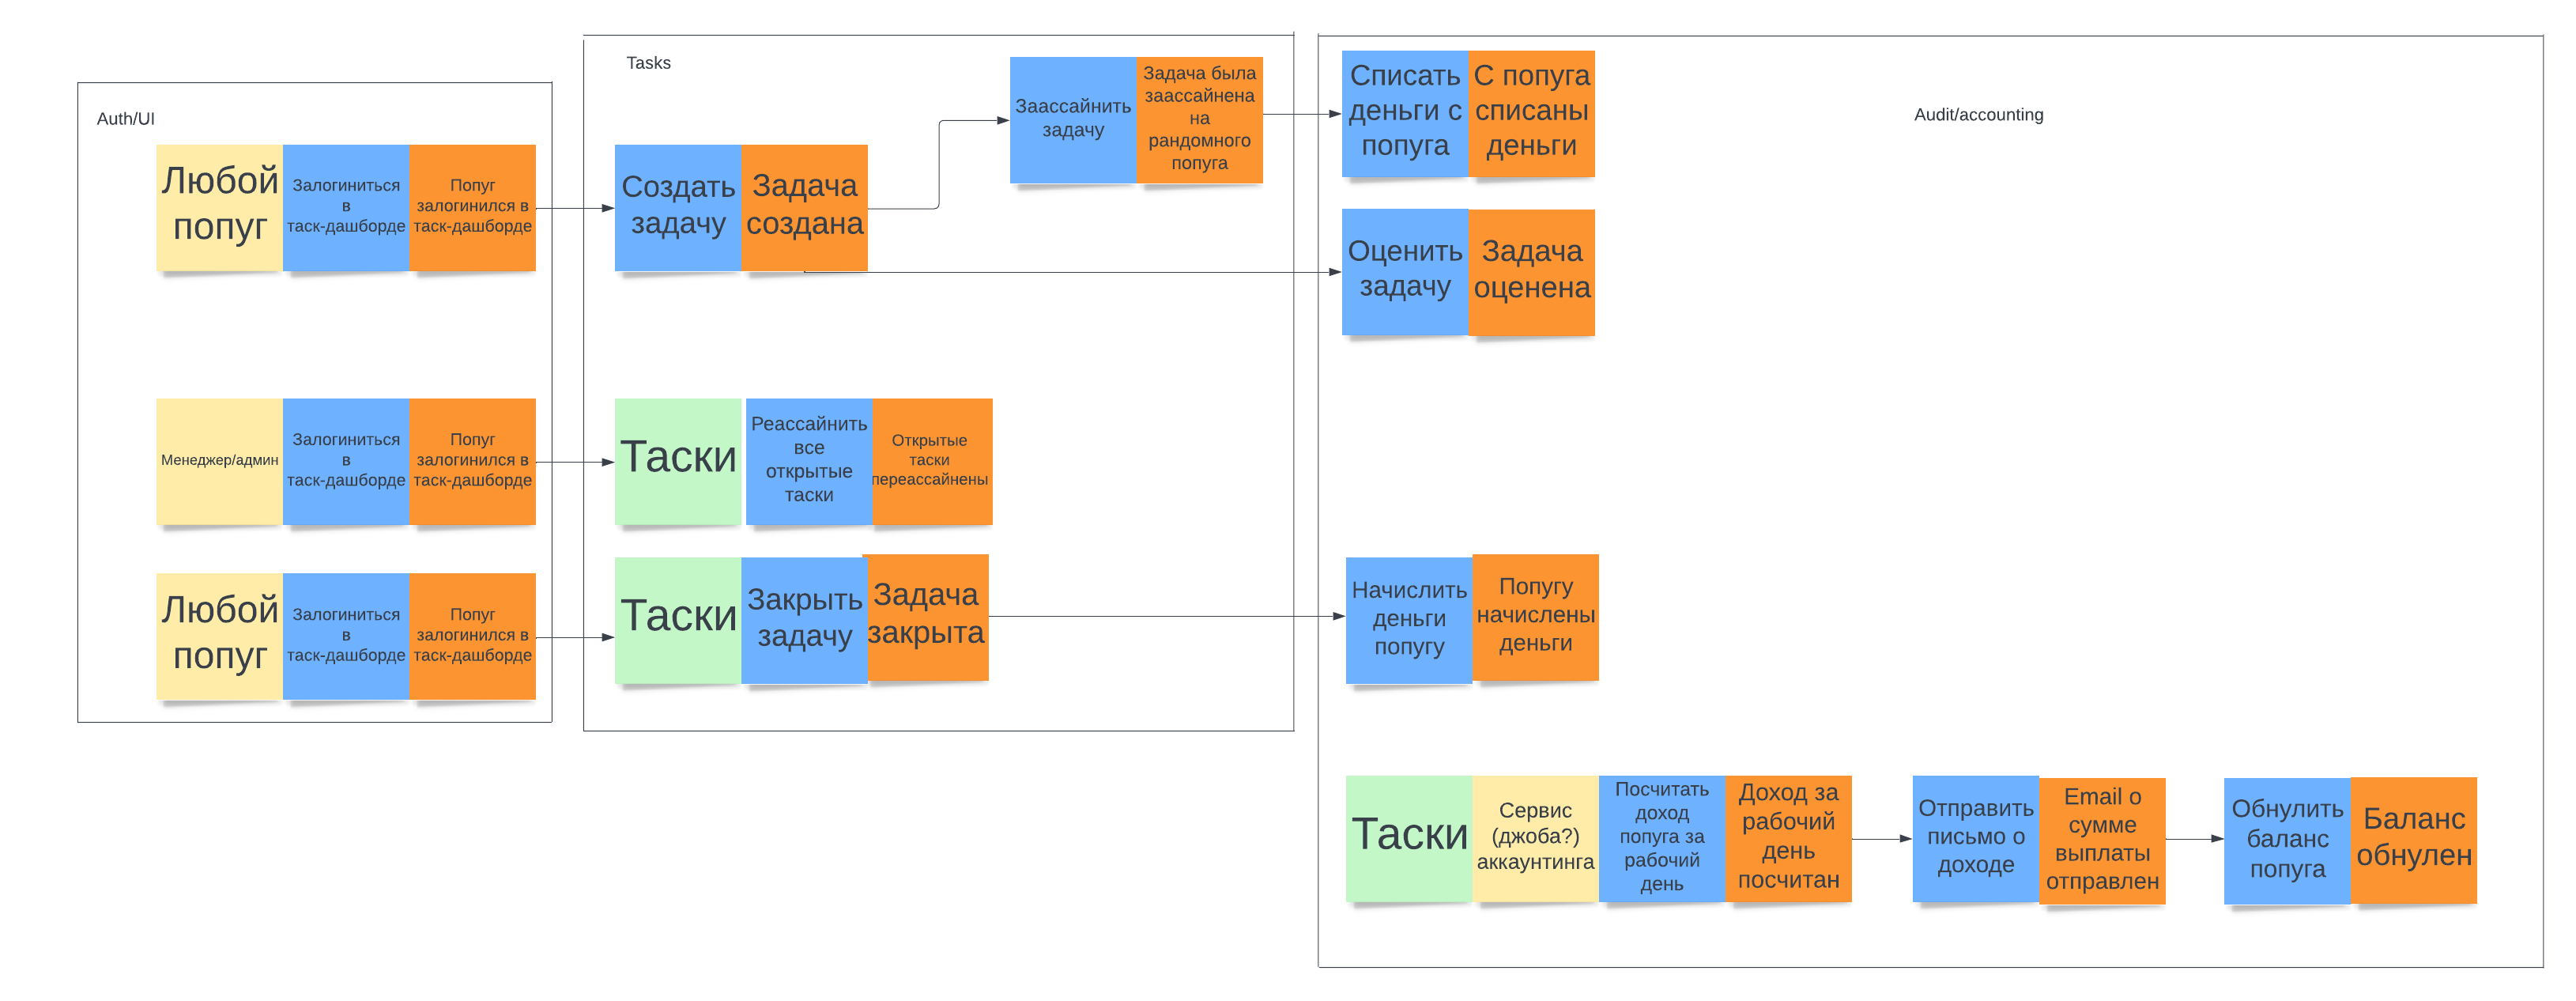 Auth/UI
Любой
попуг
Залогиниться
в
таск-дашборде
Попуг
залогинился в
таск-дашборде
Менеджер/админ
Залогиниться
в
таск-дашборде
Попуг
залогинился в
таск-дашборде
Любой
попуг
Залогиниться
в
таск-дашборде
Попуг
залогинился в
таск-дашборде
Tasks
Создать
задачу
Задача
создана
Заассайнить
задачу
Задача была
заассайнена
на
рандомного
попуга
Таски
Реассайнить
все
открытые
таски
Открытые
таски
переассайнены
Таски
Закрыть
задачу
Задача
закрыта
Audit/accounting
Списать
деньги с
попуга
С попуга
списаны
деньги
Оценить
задачу
Задача
оценена
Начислить
деньги
попугу
Попугу
начислены
деньги
Таски
Сервис
(джоба?)
аккаунтинга
Посчитать
доход
попуга за
рабочий
день
Доход за
рабочий
день
посчитан
Отправить
письмо о
доходе
Email о
сумме
выплаты
отправлен
Обнулить
баланс
попуга
Баланс
обнулен